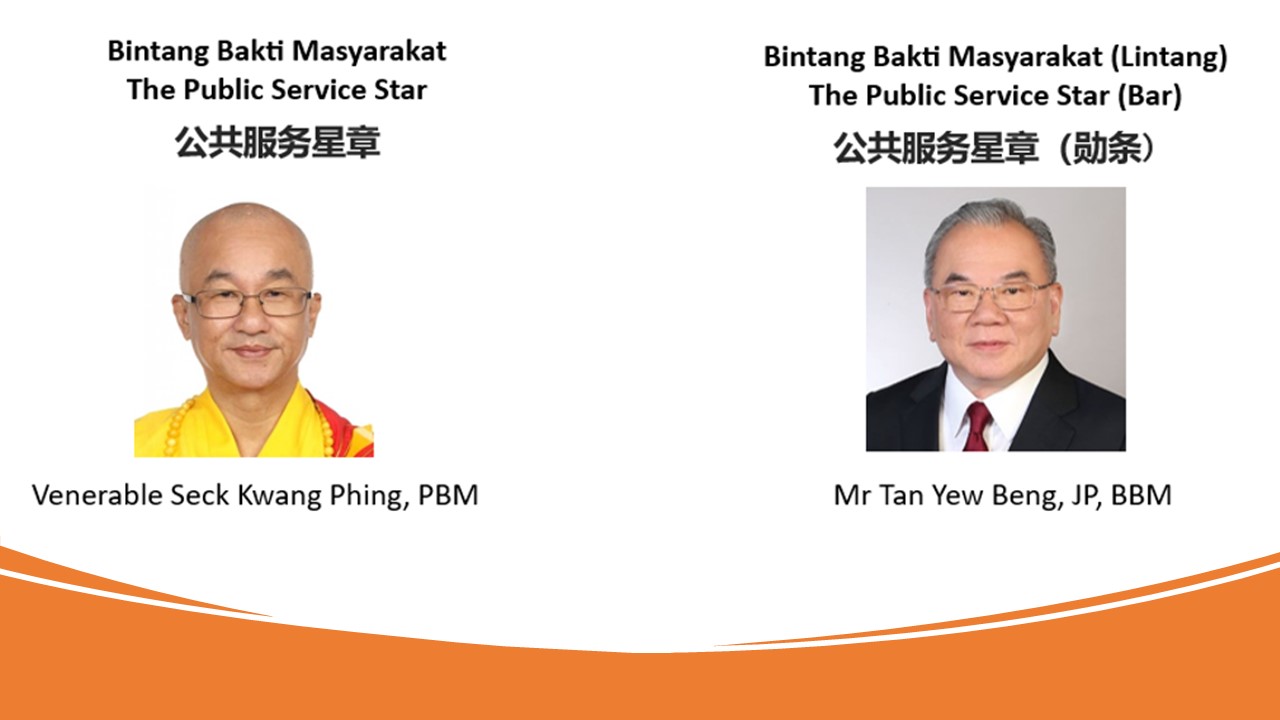 Bintang Bakti Masyarakat
The Public Service Star
公共服务星章
Venerable Seck Kwang Phing, PBM
Bintang Bakti Masyarakat (Lintang)
The Public Service Star (Bar)
公共服务星章（勋条）
Mr Tan Yew Beng, JP, BBM